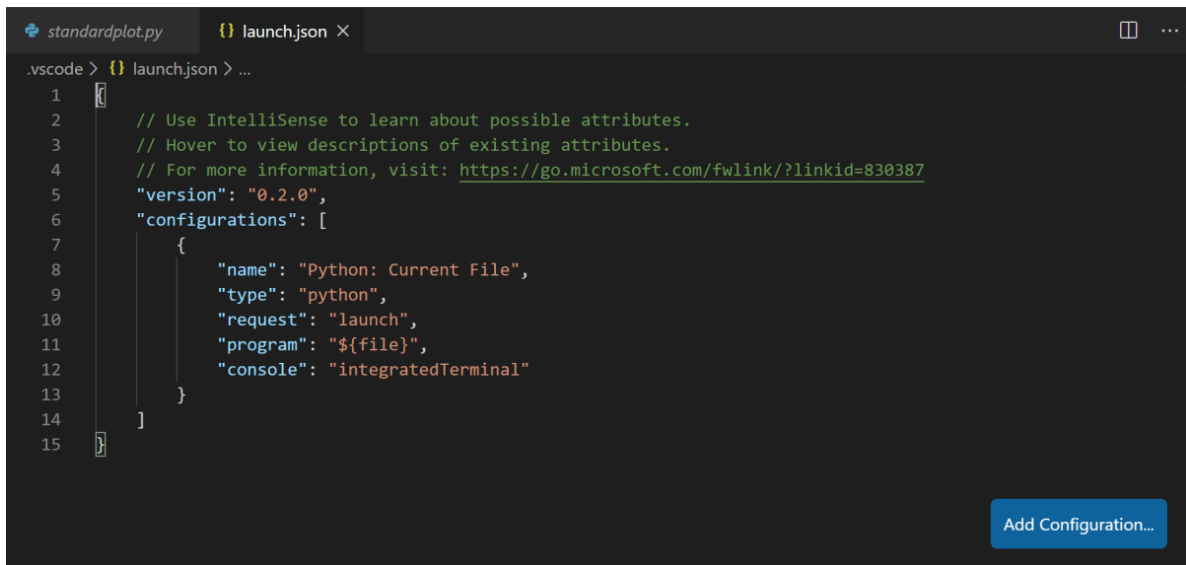 standardplot.py {} launch.json ×
.vscode > {} launch.json > ...
1 {
2 // Use IntelliSense to learn about possible attributes.
3 // Hover to view descriptions of existing attributes.
4 // For more information, visit: https://go.microsoft.com/fwlink/?linkid=830387
5 "version": "0.2.0",
6 "configurations": [
7 {
8 "name": "Python: Current File",
9 "type": "python",
10 "request": "launch",
11 "program": "${file}",
12 "console": "integratedTerminal"
13 }
14 ]
15 }
Add Configuration...